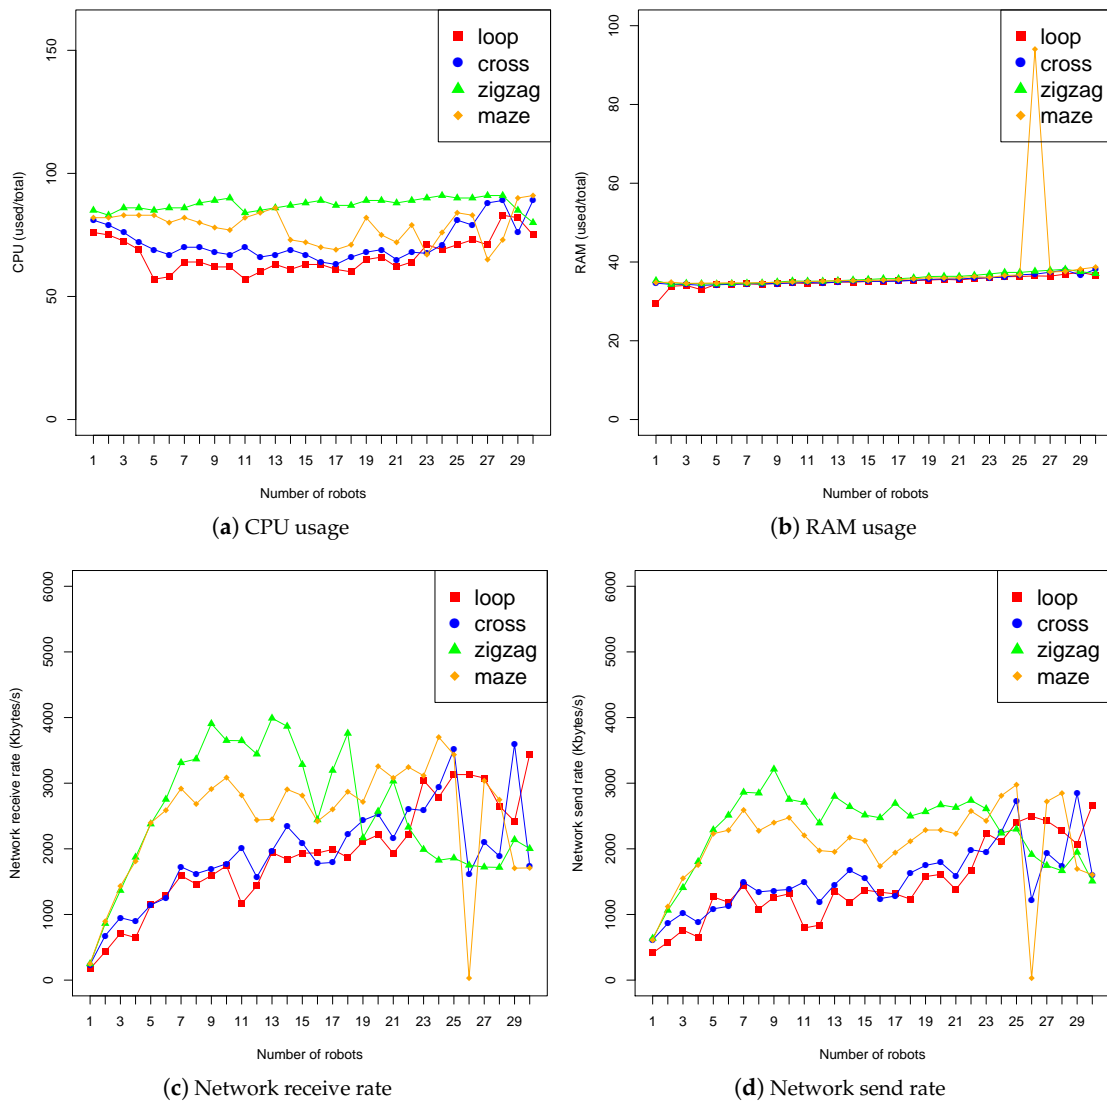 loop
cross
zigzag
maze
CPU (used/total)
0 50 100 150
1 3 5 7 9 11 13 15 17 19 21 23 25 27 29
Number of robots
(a) CPU usage
loop
cross
zigzag
maze
RAM (used/total)
0 20 40 60 80 100
1 3 5 7 9 11 13 15 17 19 21 23 25 27 29
Number of robots
(b) RAM usage
loop
cross
zigzag
maze
Network receive rate (Kbytes/s)
0 1000 2000 3000 4000 5000 6000
1 3 5 7 9 11 13 15 17 19 21 23 25 27 29
Number of robots
(c) Network receive rate
loop
cross
zigzag
maze
Network send rate (Kbytes/s)
0 1000 2000 3000 4000 5000 6000
1 3 5 7 9 11 13 15 17 19 21 23 25 27 29
Number of robots
(d) Network send rate